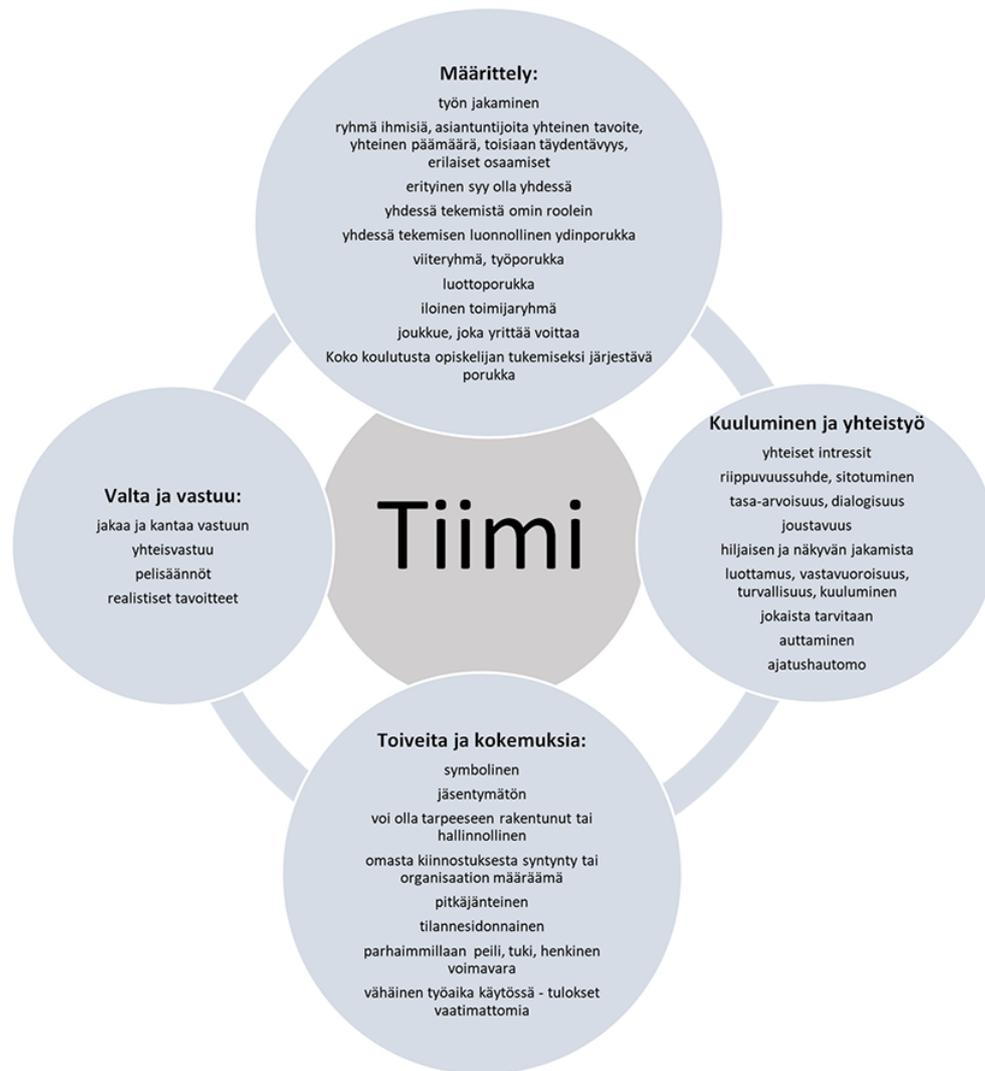 Määrittely:
työn jakaminen
ryhmä ihmisiä, asiantuntijoita yhteinen tavoite,
yhteinen päämäärä, toisiaan täydentävyys,
erilaiset osaamiset
erityinen syy olla yhdessä
yhdessä tekemistä omin roolein
yhdessä tekemisen luonnollinen ydinporukka
viiteryhmä, työporukka
luottoporukka
iloinen toimijaryhmä
joukkue, joka yrittää voittaa
Koko koulutusta opiskelijan tukemiseksi järjestävä
porukka
Kuuluminen ja yhteistyö
yhteiset intressit
riippuvuussuhde, sitotuminen
tasa-arvoisuus, dialogisuus
joustavuus
hiljaisen ja näkyvän jakamista
luottamus, vastavuoroisuus,
turvallisuus, kuuluminen
jokaista tarvitaan
auttaminen
ajatushautomo
Tiimi
Valta ja vastuu:
jakaa ja kantaa vastuun
yhteisvastuu
pelisäännöt
realistiset tavoitteet
Toiveita ja kokemuksia:
symbolinen
jäsentymätön
voi olla tarpeeseen rakentunut tai
hallinnollinen
omasta kiinnostuksesta syntynty tai
organisaation määräämä
pitkäjänteinen
tilannesidonnainen
parhaimmillaan peili, tuki, henkinen
voimavara
vähäinen työaika käytössä - tulokset
vaatimattomia